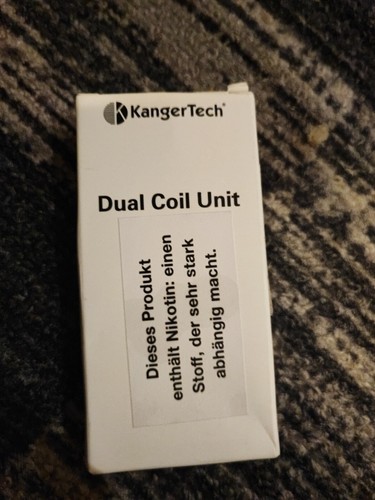 KangerTech®
Dual Coil Unit
Dieses Produkt
enthält Nikotin: einen
Stoff, der sehr stark
abhängig macht.